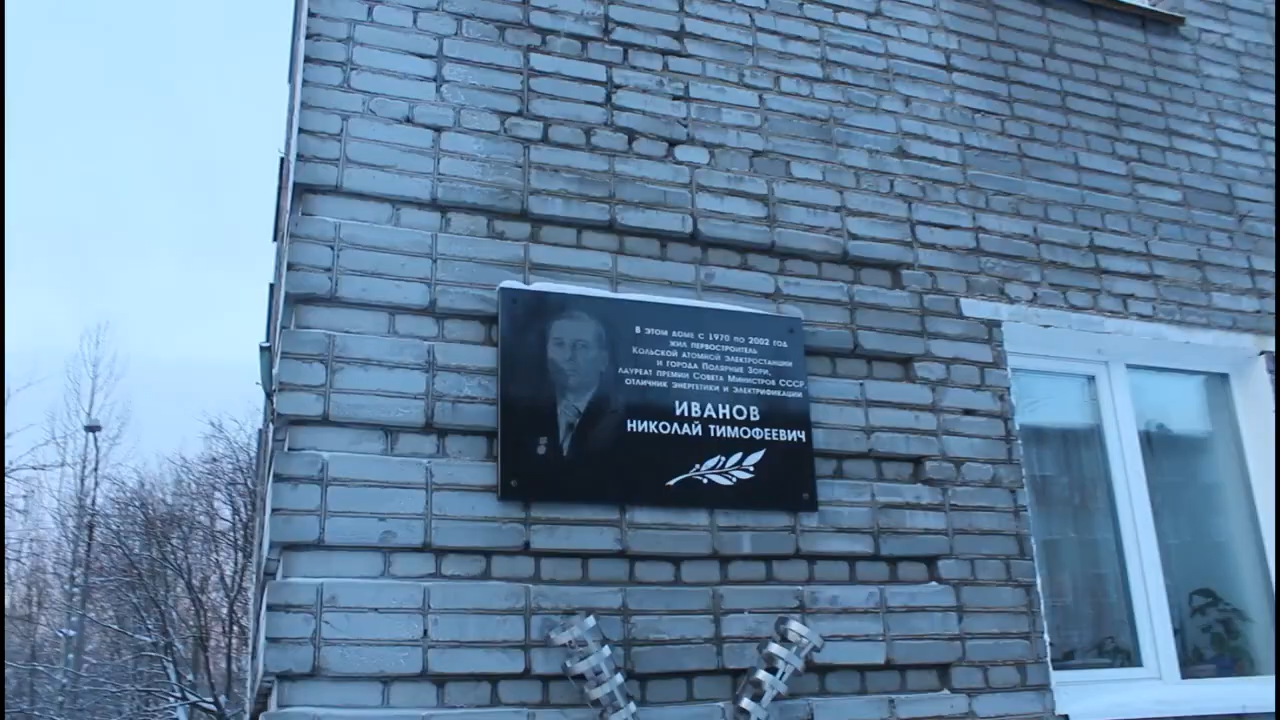 В ЭТОМ ДОМЕ С 1970 ПО 2002 ГОД
ЖИЛ ПЕРВОСТРОИТЕЛЬ
КОЛЬСКОЙ АТОМНОЙ ЭЛЕКТРОСТАНЦИИ
И ГОРОДА ПОЛЯРНЫЕ ЗОРИ,
ЛАУРЕАТ ПРЕМИИ СОВЕТА МИНИСТРОВ СССР,
ОТЛИЧНИК ЭНЕРГЕТИКИ И ЭЛЕКТРИФИКАЦИИ
ИВАНОВ
НИКОЛАЙ ТИМОФЕЕВИЧ